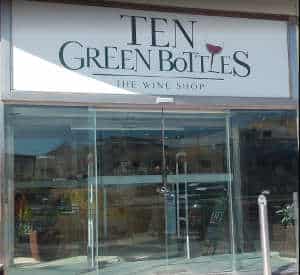 TEN
GREEN BOTTLES
THE WINE SHOP